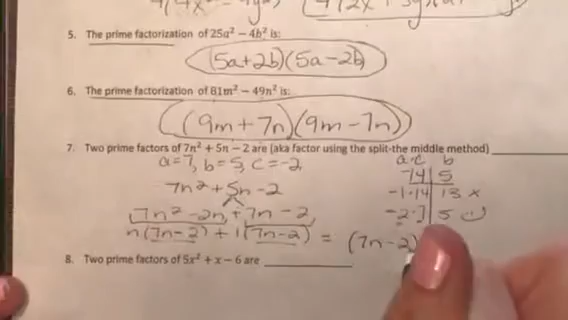 5. The prime factorization of 25a² - 4b² is:
(5a+2b)(5a-2b)
6. The prime factorization of 81m² - 49n² is:
(9m+7n)(9m-7n)
7. Two prime factors of 7n² + 5n - 2 are (aka factor using the split-the middle method)
a=7, b=5, c=-2
a·c b
7n²+5n-2
14 5
-1·14 13 x
7n²-2n+7n-2
-2·7 5
n(7n-2)+1(7n-2) = (7n-2)
8. Two prime factors of 5x² + x - 6 are